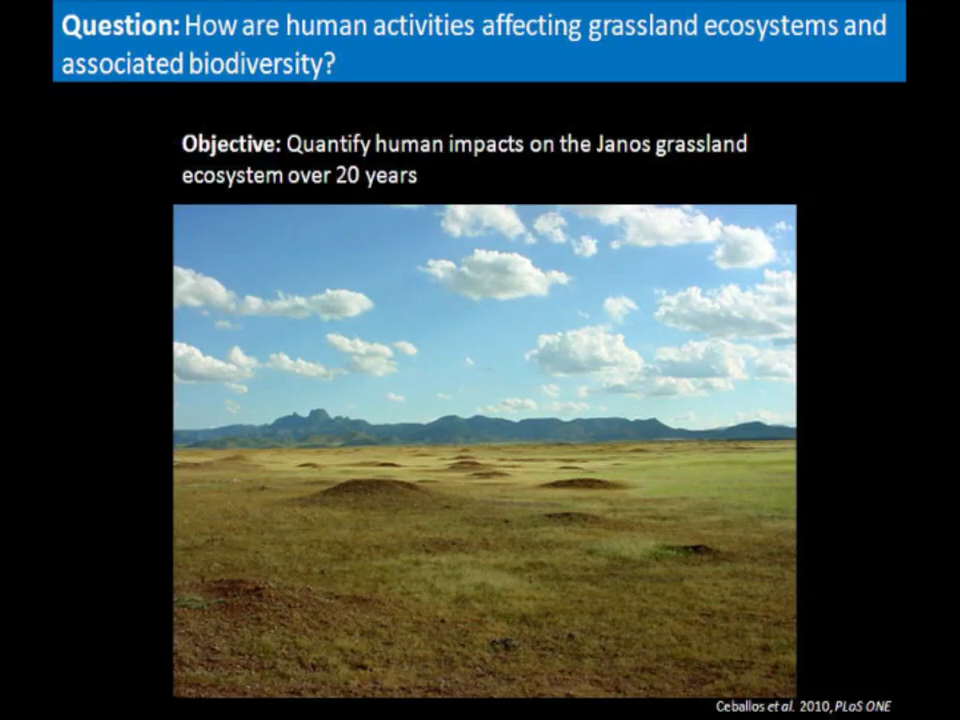 Question: How are human activities affecting grassland ecosystems and
associated biodiversity?
Objective: Quantify human impacts on the Janos grassland
ecosystem over 20 years
Ceballos et al. 2010, PLoS ONE